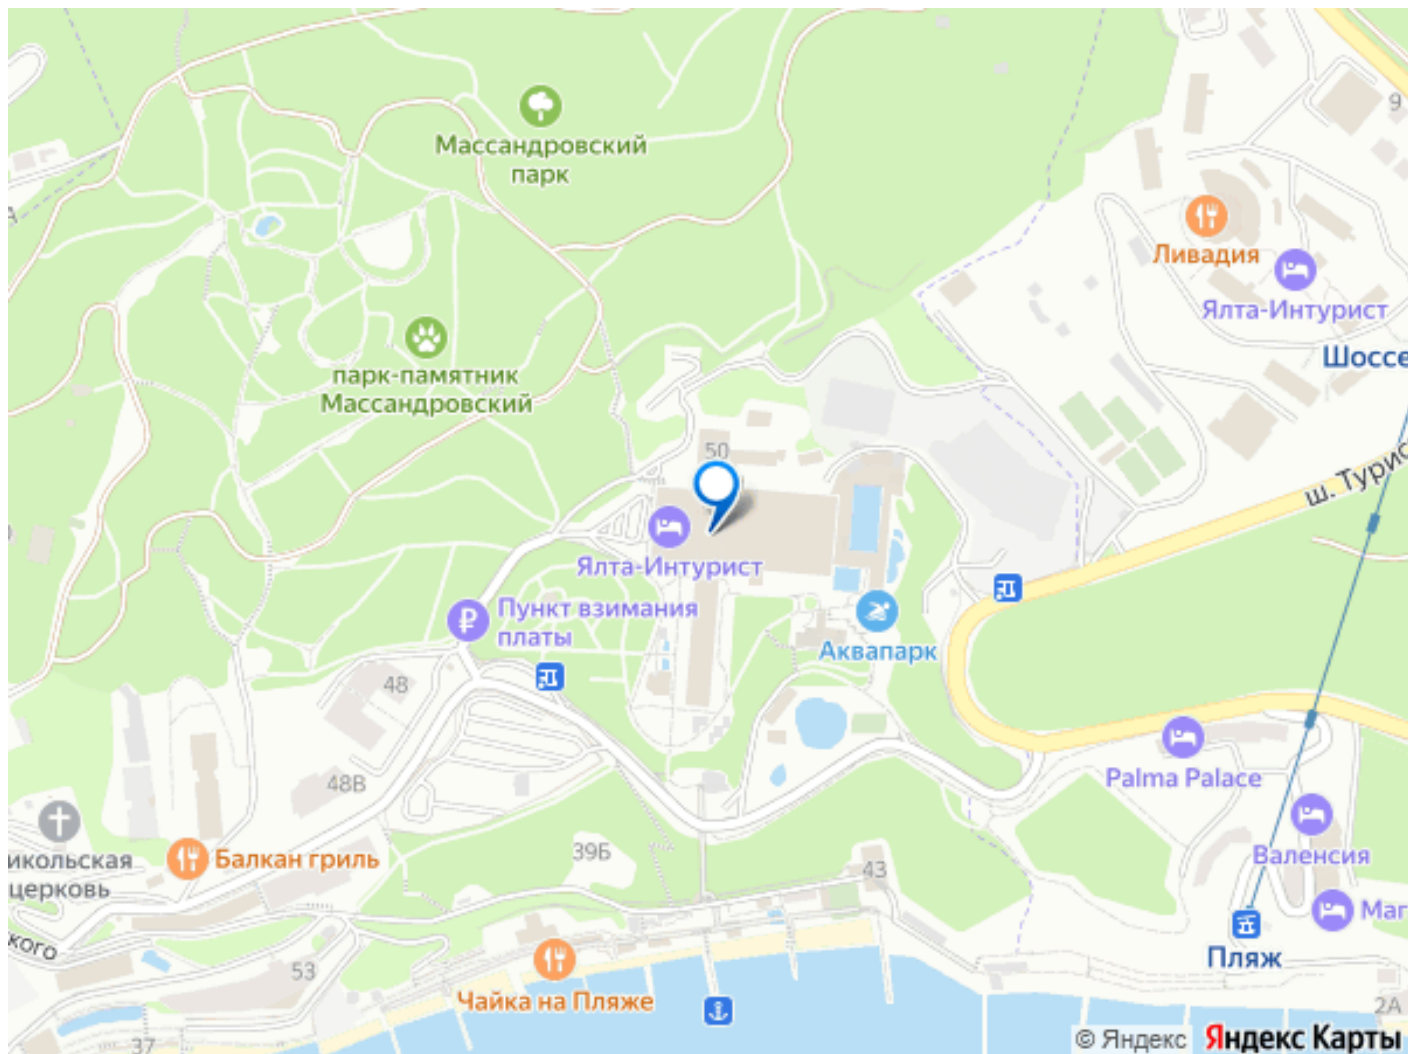 9
Массандровский
парк
Ливадия
Ялта-Интурист
Шоссе
парк-памятник
Массандровский
50
ш. Турис
Ялта-Интурист
Пункт взимания
платы
Аквапарк
48
48В
Palma Palace
икольская
церковь
Балкан гриль
39Б
43
Валенсия
Маг
кого
Пляж
53
Чайка на Пляже
2А
37
© Яндекс Яндекс Карты